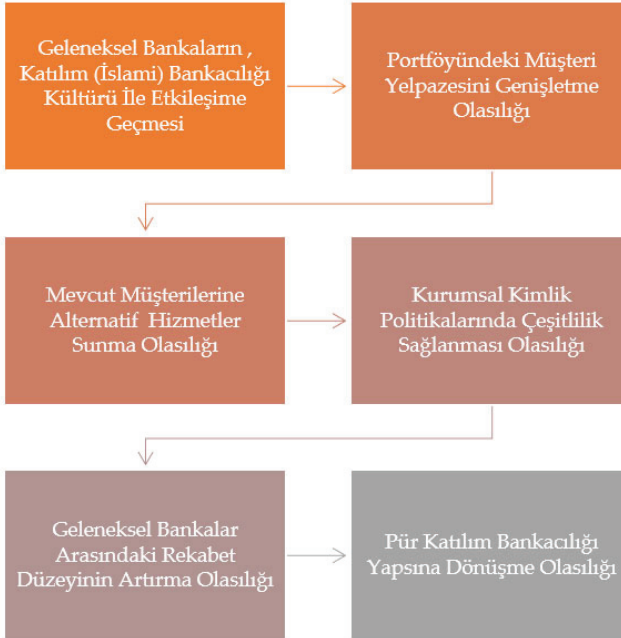 Geleneksel Bankaların ,
Katılım (İslami) Bankacılığı
Kültürü İle Etkileşime
Geçmesi
Portföyündeki Müşteri
Yelpazesini Genişletme
Olasılığı
Mevcut Müşterilerine
Alternatif Hizmetler
Sunma Olasılığı
Kurumsal Kimlik
Politikalarında Çeşitlilik
Sağlanması Olasılığı
Geleneksel Bankalar
Arasındaki Rekabet
Düzeyinin Artırma Olasılığı
Pür Katılım Bankacılığı
Yapsına Dönüşme Olasılığı